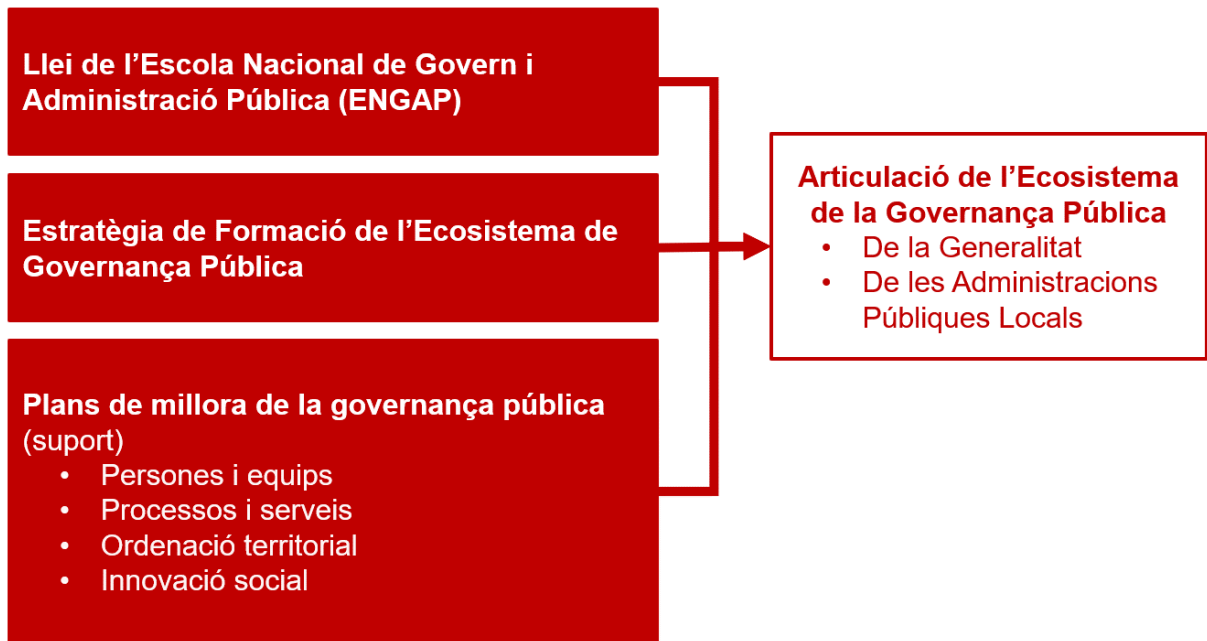 Llei de l’Escola Nacional de Govern i
Administració Pública (ENGAP)
Estratègia de Formació de l’Ecosistema de
Governança Pública
Plans de millora de la governança pública
(suport)
• Persones i equips
• Processos i serveis
• Ordenació territorial
• Innovació social
Articulació de l’Ecosistema
de la Governança Pública
• De la Generalitat
• De les Administracions
Públiques Locals